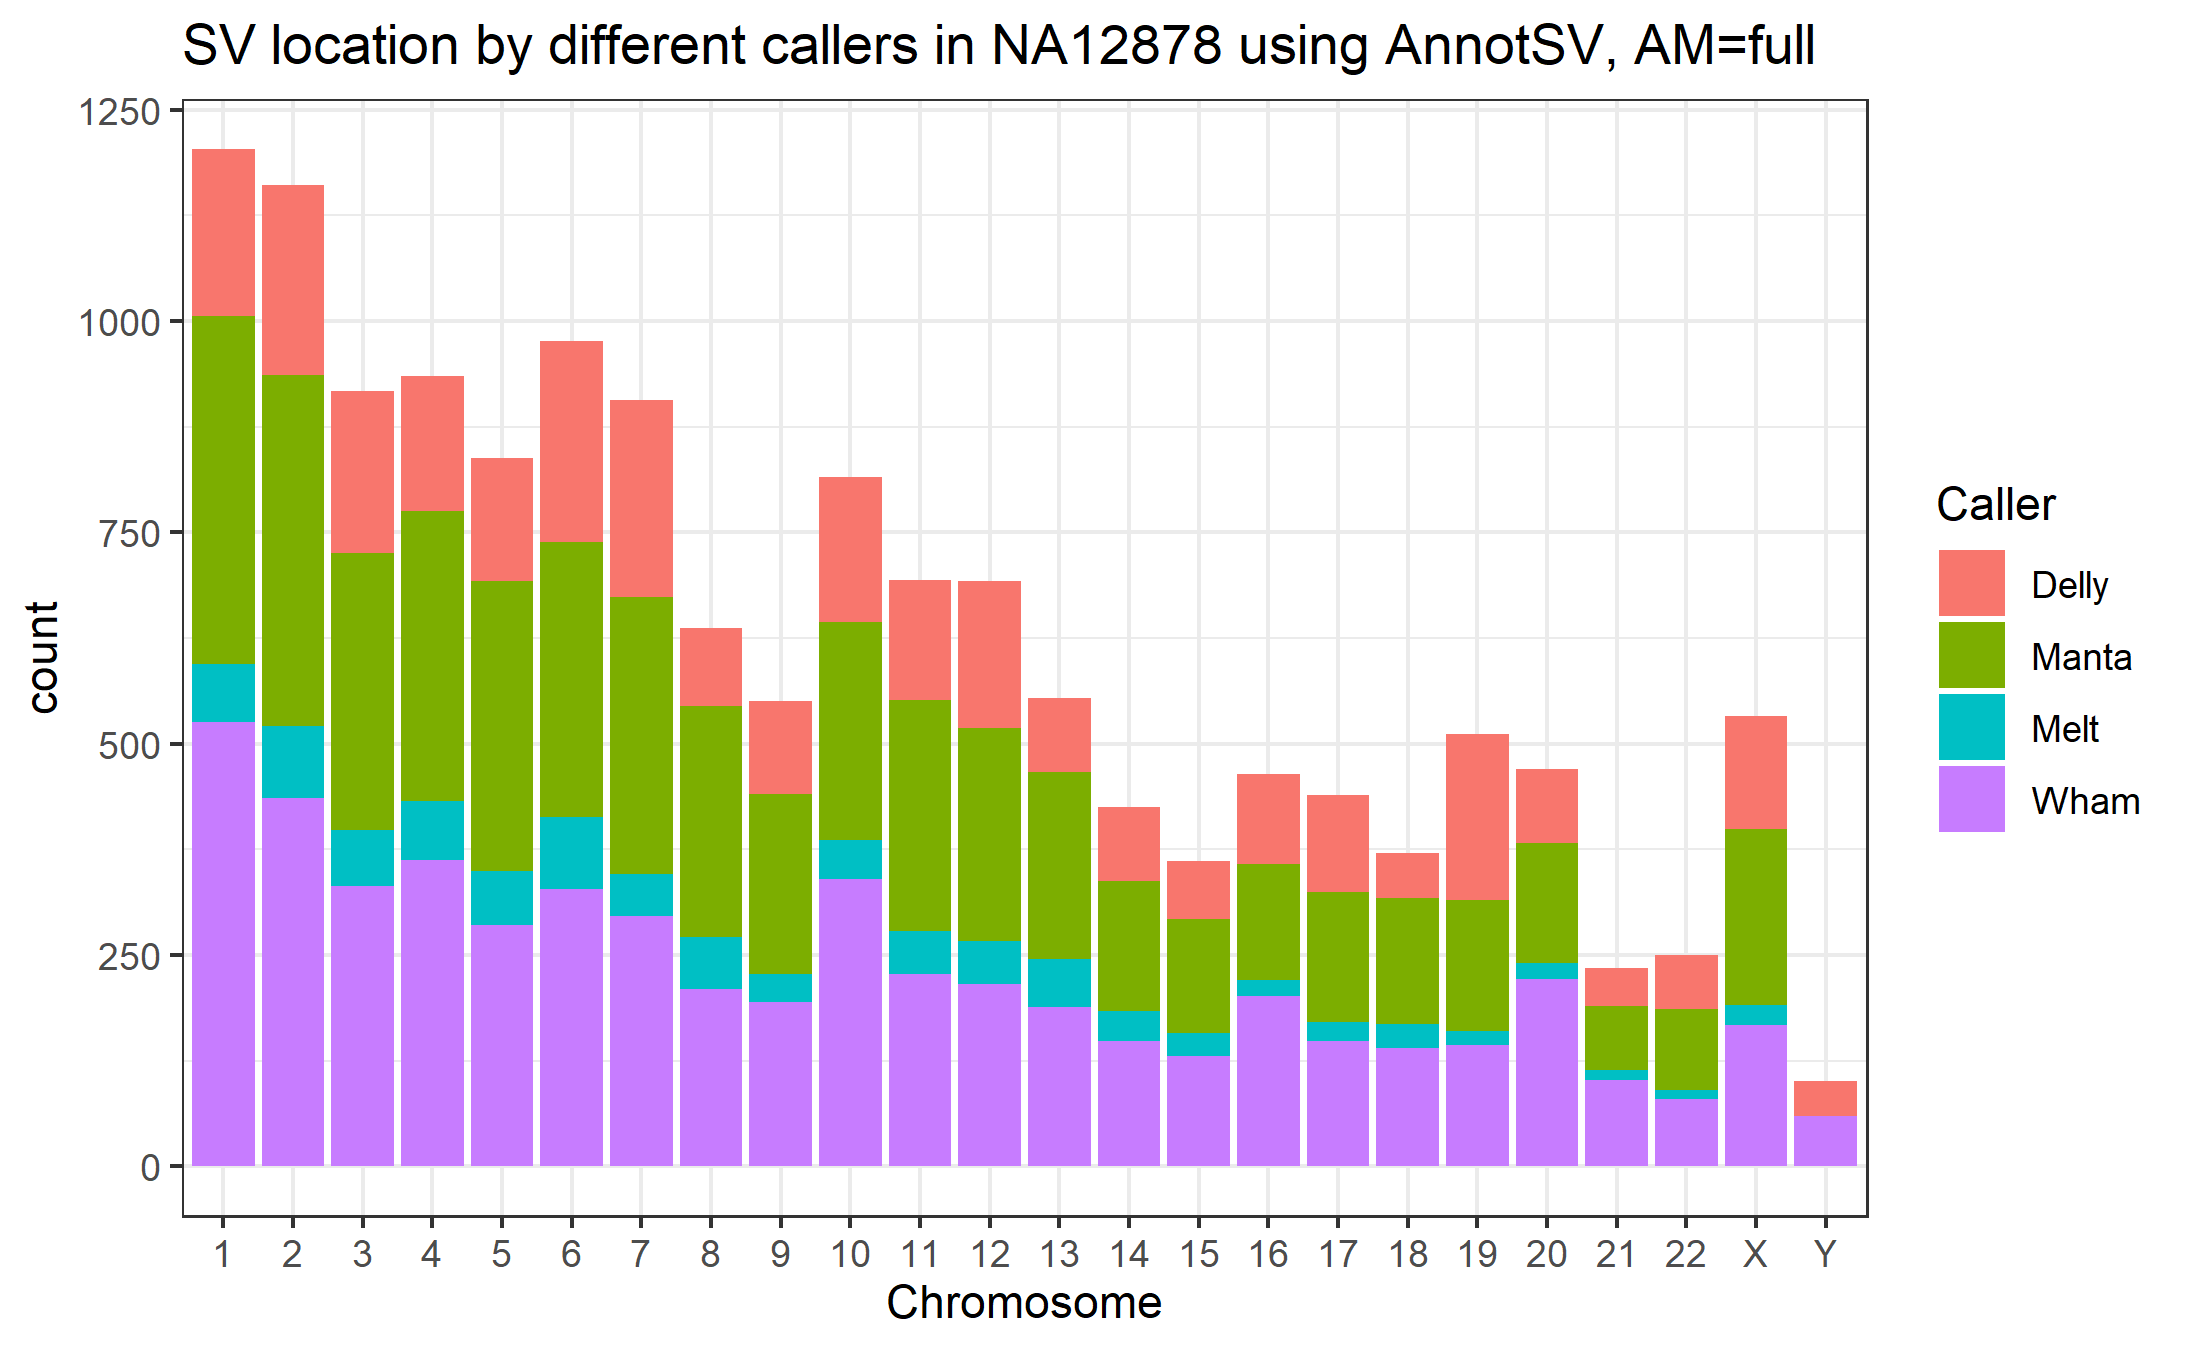 SV location by different callers in NA12878 using AnnotSV, AM=full
1250
1000
750
500
250
0
count
1 2 3 4 5 6 7 8 9 10 11 12 13 14 15 16 17 18 19 20 21 22 X Y
Chromosome
Caller
Delly
Manta
Melt
Wham